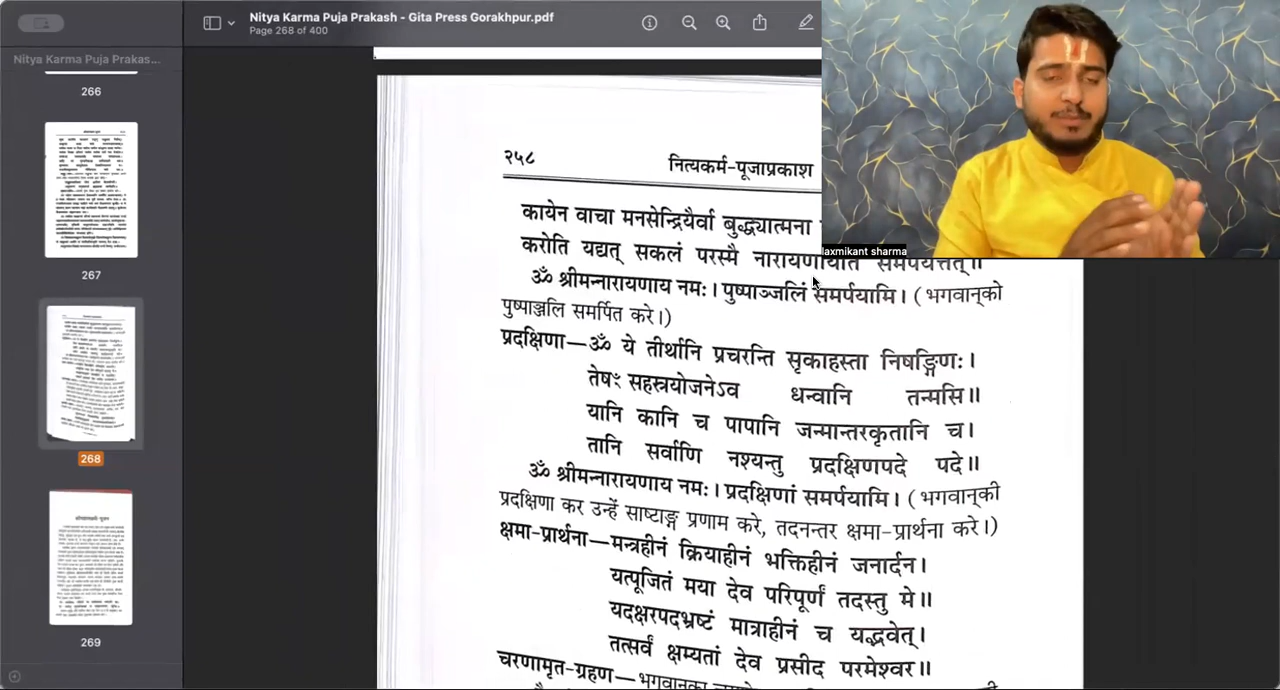 Nitya Karma Puja Prakash - Gita Press Gorakhpur.pdf
Page 268 of 400
Nitya Karma Puja Prakas...
266
267
268
269
laxmikant sharma
२५८ नित्यकर्म-पूजाप्रकाश
कायेन वाचा मनसेन्द्रियैर्वा बुद्ध्यात्मना
करोति यद्यत् सकलं परस्मै नारायणायेति समर्पयेत्तत्॥
ॐ श्रीमन्नारायणाय नमः। पुष्पाञ्जलिं समर्पयामि। (भगवान्‌को
पुष्पाञ्जलि समर्पित करे।)
प्रदक्षिणा—ॐ ये तीर्थानि प्रचरन्ति सृकाहस्ता निषङ्गिणः।
तेषाꣳ सहस्रयोजनेऽव धन्वानि तन्मसि॥
यानि कानि च पापानि जन्मान्तरकृतानि च।
तानि सर्वाणि नश्यन्तु प्रदक्षिणपदे पदे॥
ॐ श्रीमन्नारायणाय नमः। प्रदक्षिणां समर्पयामि। (भगवान्‌की
प्रदक्षिणा कर उन्हें साष्टाङ्ग प्रणाम करे, तदनन्तर क्षमा-प्रार्थना करे।)
क्षमा-प्रार्थना—मन्त्रहीनं क्रियाहीनं भक्तिहीनं जनार्दन।
यत्पूजितं मया देव परिपूर्णं तदस्तु मे॥
यदक्षरपदभ्रष्टं मात्राहीनं च यद्भवेत्।
तत्सर्वं क्षम्यतां देव प्रसीद परमेश्वर॥
चरणामृत-ग्रहण—भगवान्‌का